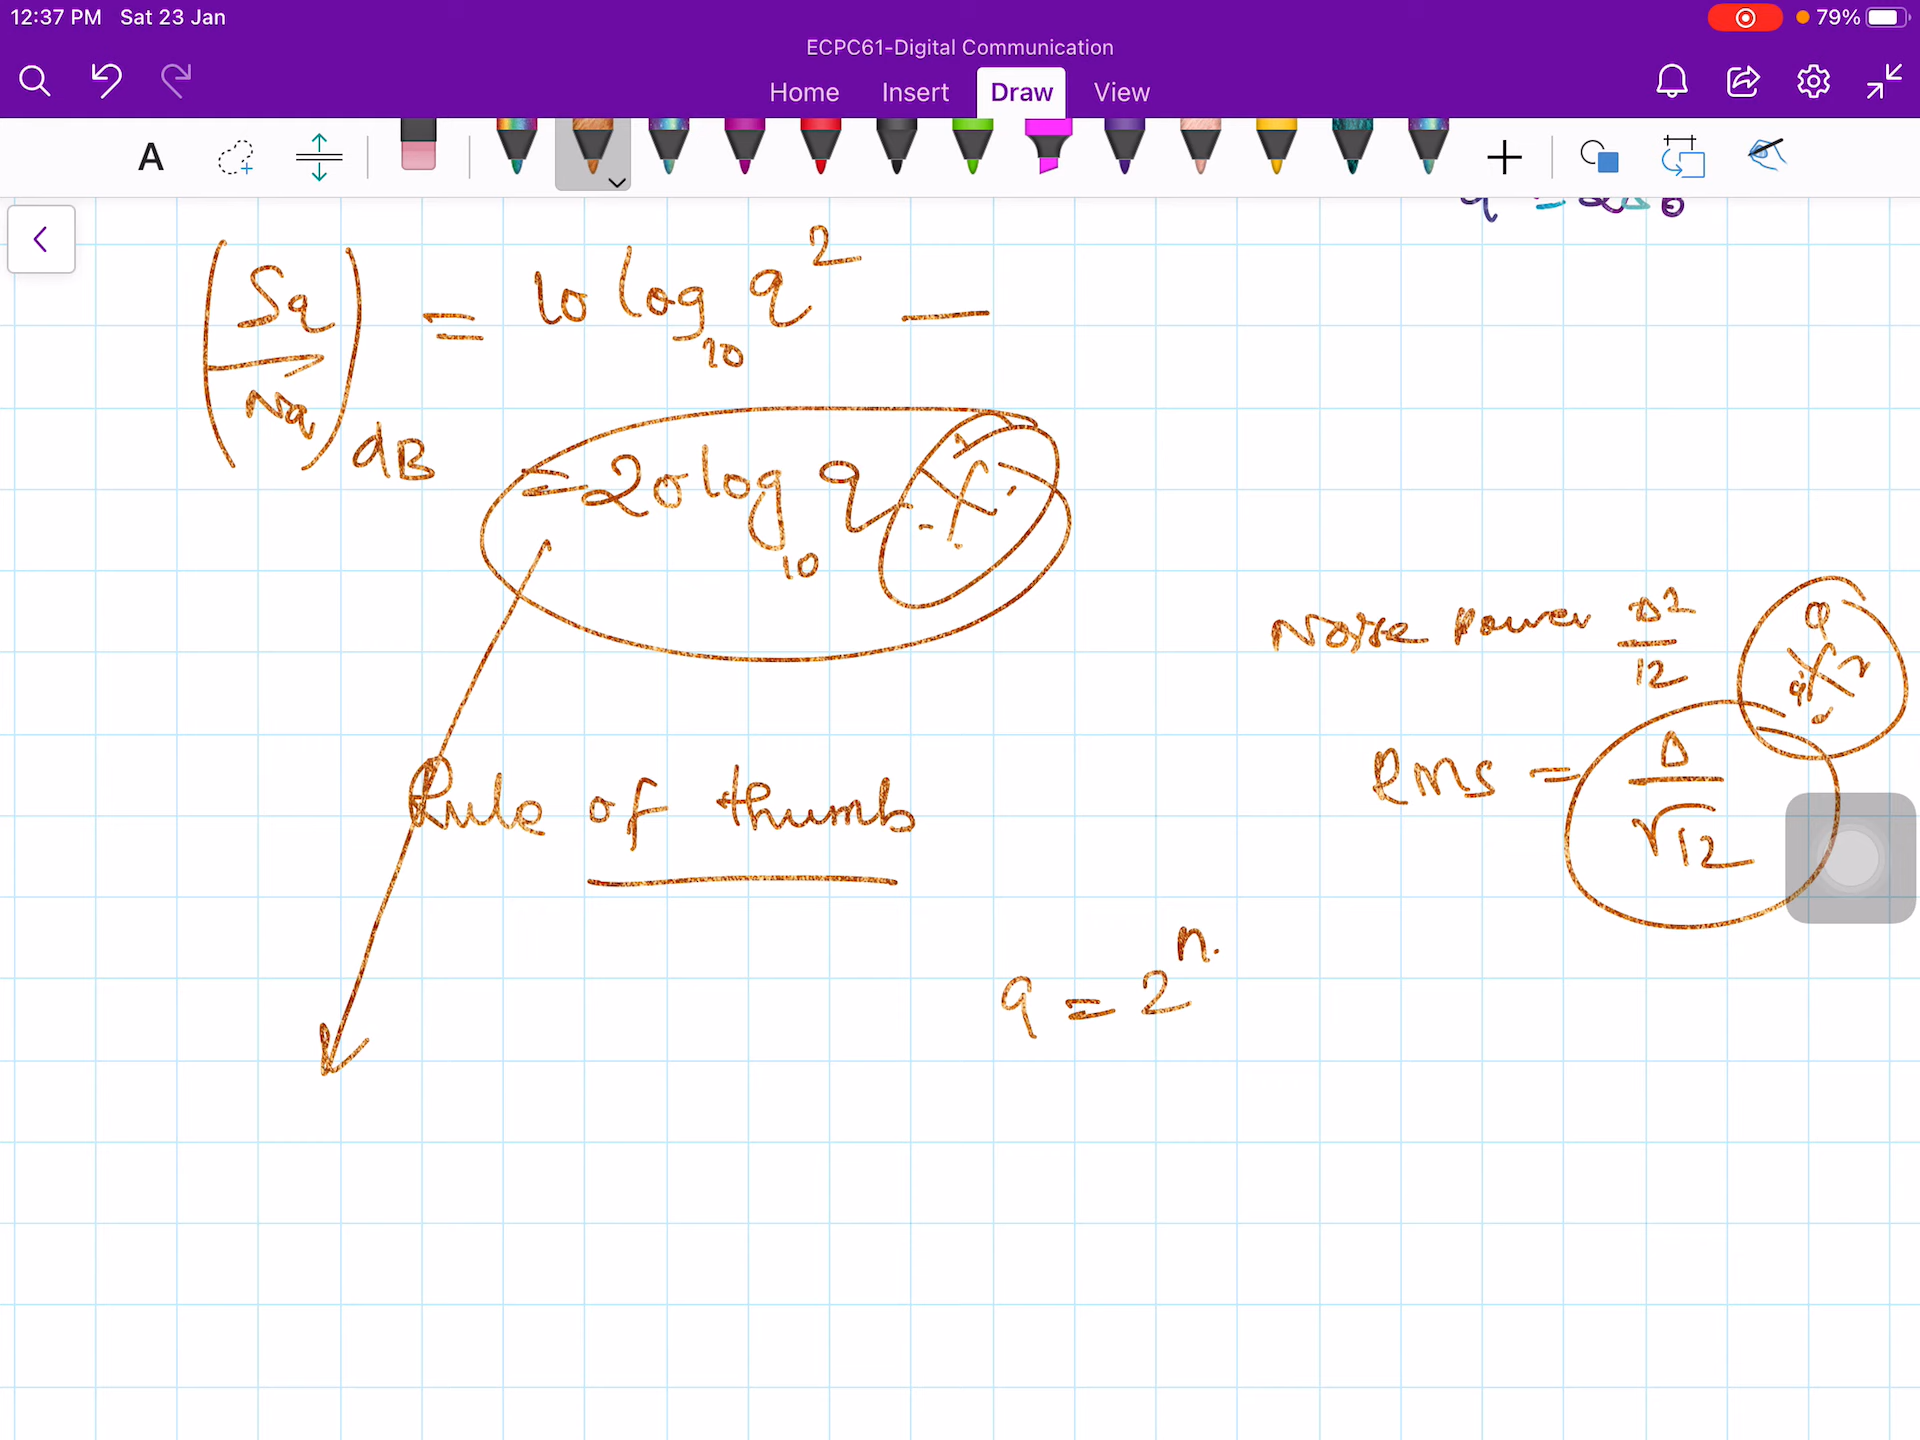 12:37 PM Sat 23 Jan 79%
ECPC61-Digital Communication
Home Insert Draw View
A
(Sq/Nq)dB = 10 log10 q²
= 20 log10 q
Noise Power Δ²/12
RMS = Δ/√12
Rule of thumb
q = 2^n